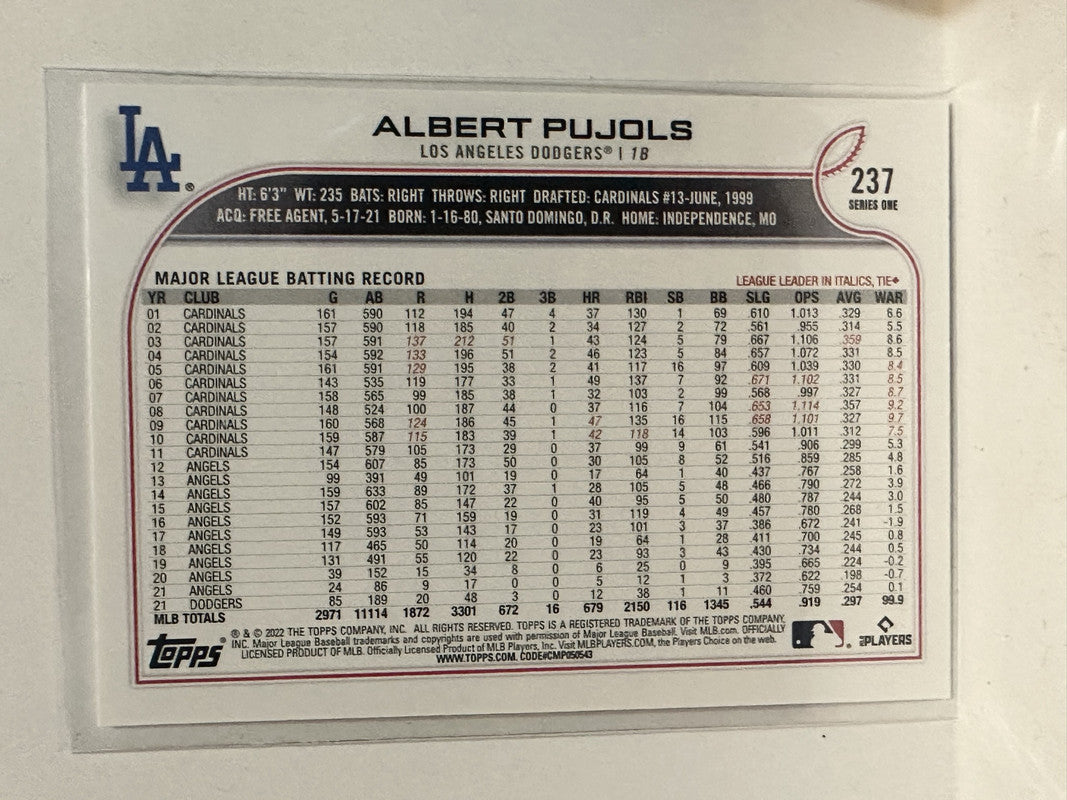 LA®
ALBERT PUJOLS
LOS ANGELES DODGERS® | 1B
237
SERIES ONE
HT: 6'3" WT: 235 BATS: RIGHT THROWS: RIGHT DRAFTED: CARDINALS #13-JUNE, 1999
ACQ: FREE AGENT, 5-17-21 BORN: 1-16-80, SANTO DOMINGO, D.R. HOME: INDEPENDENCE, MO
MAJOR LEAGUE BATTING RECORD LEAGUE LEADER IN ITALICS, TIE♦
YR CLUB G AB R H 2B 3B HR RBI SB BB SLG OPS AVG WAR
01 CARDINALS 161 590 112 194 47 4 37 130 1 69 .610 1.013 .329 6.6
02 CARDINALS 157 590 118 185 40 2 34 127 2 72 .561 .955 .314 5.5
03 CARDINALS 157 591 137 212 51 1 43 124 5 79 .667 1.106 .359 8.6
04 CARDINALS 154 592 133 196 51 2 46 123 5 84 .657 1.072 .331 8.5
05 CARDINALS 161 591 129 195 38 2 41 117 16 97 .609 1.039 .330 8.4
06 CARDINALS 143 535 119 177 33 1 49 137 7 92 .671 1.102 .331 8.5
07 CARDINALS 158 565 99 185 38 1 32 103 2 99 .568 .997 .327 8.7
08 CARDINALS 148 524 100 187 44 0 37 116 7 104 .653 1.114 .357 9.2
09 CARDINALS 160 568 124 186 45 1 47 135 16 115 .658 1.101 .327 9.7
10 CARDINALS 159 587 115 183 39 1 42 118 14 103 .596 1.011 .312 7.5
11 CARDINALS 147 579 105 173 29 0 37 99 9 61 .541 .906 .299 5.3
12 ANGELS 154 607 85 173 50 0 30 105 8 52 .516 .859 .285 4.8
13 ANGELS 99 391 49 101 19 0 17 64 1 40 .437 .767 .258 1.6
14 ANGELS 159 633 89 172 37 1 28 105 5 48 .466 .790 .272 3.9
15 ANGELS 157 602 85 147 22 0 40 95 5 50 .480 .787 .244 3.0
16 ANGELS 152 593 71 159 19 0 31 119 4 49 .457 .780 .268 1.5
17 ANGELS 149 593 53 143 17 0 23 101 3 37 .386 .672 .241 -1.9
18 ANGELS 117 465 50 114 20 0 19 64 1 28 .411 .700 .245 0.8
19 ANGELS 131 491 55 120 22 0 23 93 3 43 .430 .734 .244 0.5
20 ANGELS 39 152 15 34 8 0 6 25 0 9 .395 .665 .224 -0.2
21 ANGELS 24 86 9 17 0 0 5 12 1 3 .372 .622 .198 -0.7
21 DODGERS 85 189 20 48 3 0 12 38 1 11 .460 .759 .254 0.1
MLB TOTALS 2971 11114 1872 3301 672 16 679 2150 116 1345 .544 .919 .297 99.9
Topps®
® & © 2022 THE TOPPS COMPANY, INC. ALL RIGHTS RESERVED. TOPPS IS A REGISTERED TRADEMARK OF THE TOPPS COMPANY,
INC. Major League Baseball trademarks and copyrights are used with permission of Major League Baseball. Visit MLB.com. OFFICIALLY
LICENSED PRODUCT OF MLB. Officially Licensed Product of MLB Players, Inc. Visit MLBPLAYERS.COM, the Players Choice on the web.
WWW.TOPPS.COM. CODE#CMP050543
MLB PLAYERS